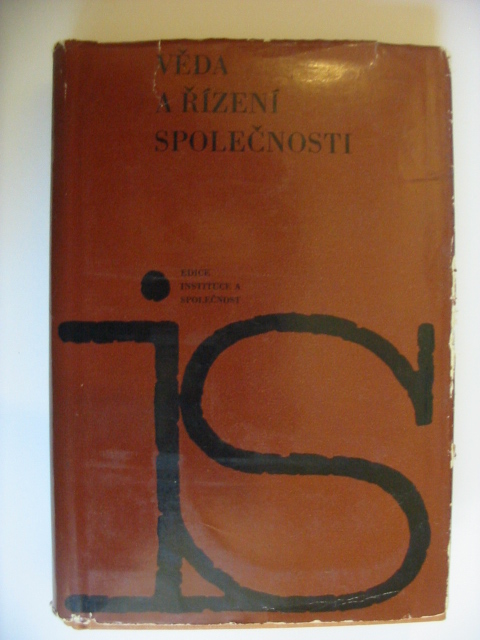 VĚDA
A ŘÍZENÍ
SPOLEČNOSTI
EDICE
INSTITUCE A
SPOLEČNOST
is